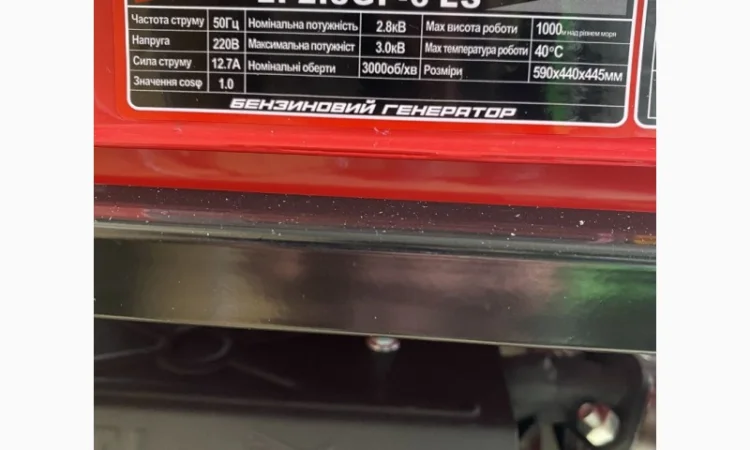 Частота струму 50Гц Номінальна потужність 2.8кВ Мах висота роботи 1000м над рівнем моря
Напруга 220В Максимальна потужніст 3.0кВ Мах температура роботи 40°C
Сила струму 12.7А Номінальні оберти 3000об/хв Розміри 590х440х445мм
Значення cosφ 1.0
БЕНЗИНОВИЙ ГЕНЕРАТОР